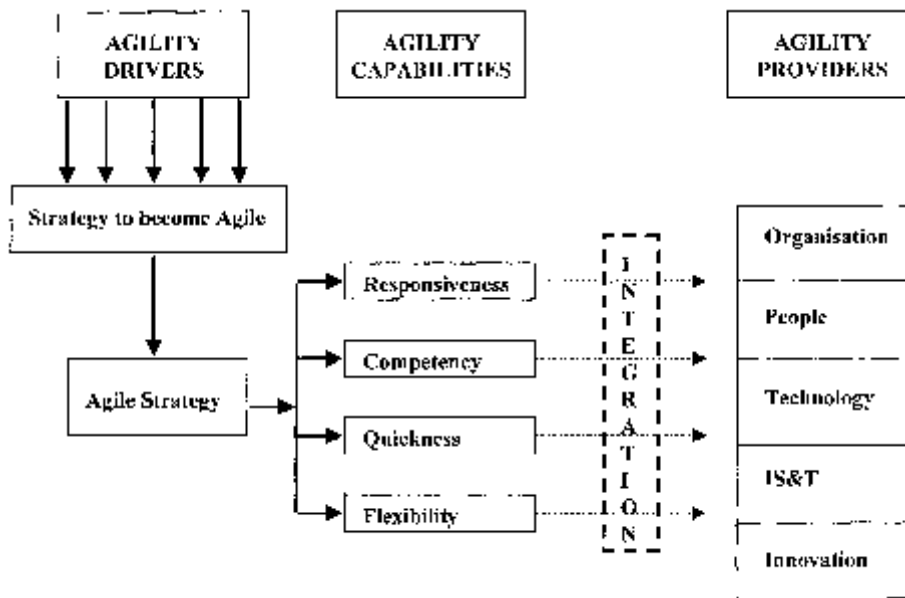 AGILITY
DRIVERS
AGILITY
CAPABILITIES
AGILITY
PROVIDERS
Strategy to become Agile
Agile Strategy
Responsiveness
Competency
Quickness
Flexibility
I
N
T
E
G
R
A
T
I
O
N
Organisation
People
Technology
IS&T
Innovation